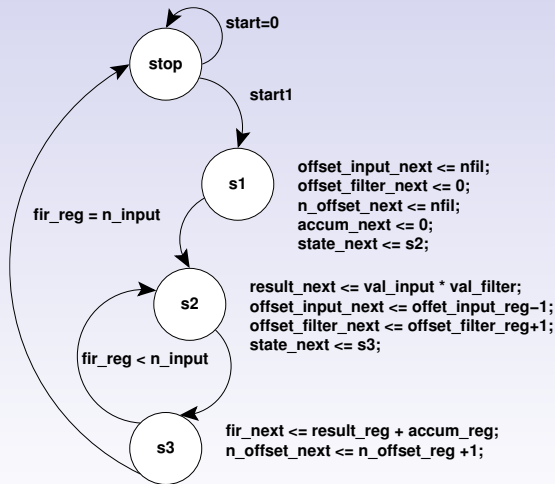 start=0
stop
start1
s1
offset_input_next <= nfil;
offset_filter_next <= 0;
n_offset_next <= nfil;
accum_next <= 0;
state_next <= s2;
fir_reg = n_input
s2
result_next <= val_input * val_filter;
offset_input_next <= offet_input_reg−1;
offset_filter_next <= offset_filter_reg+1;
state_next <= s3;
fir_reg < n_input
s3
fir_next <= result_reg + accum_reg;
n_offset_next <= n_offset_reg +1;